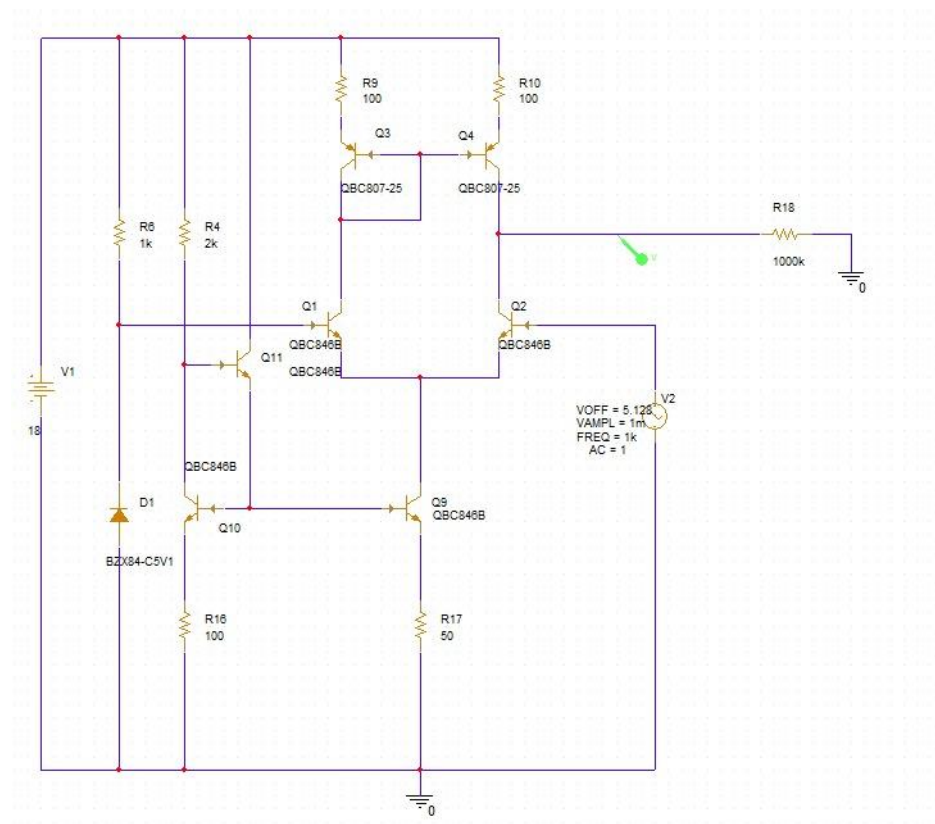 R9
100
R10
100
Q3
Q4
QBC807-25
QBC807-25
R18
1000k
0
R6
1k
R4
2k
Q1
QBC846B
QBC846B
Q2
QBC846B
Q11
V1
18
VOFF = 5.128
VAMPL = 1m
FREQ = 1k
AC = 1
V2
QBC846B
Q10
Q9
QBC846B
D1
BZX84-C5V1
R16
100
R17
50
0